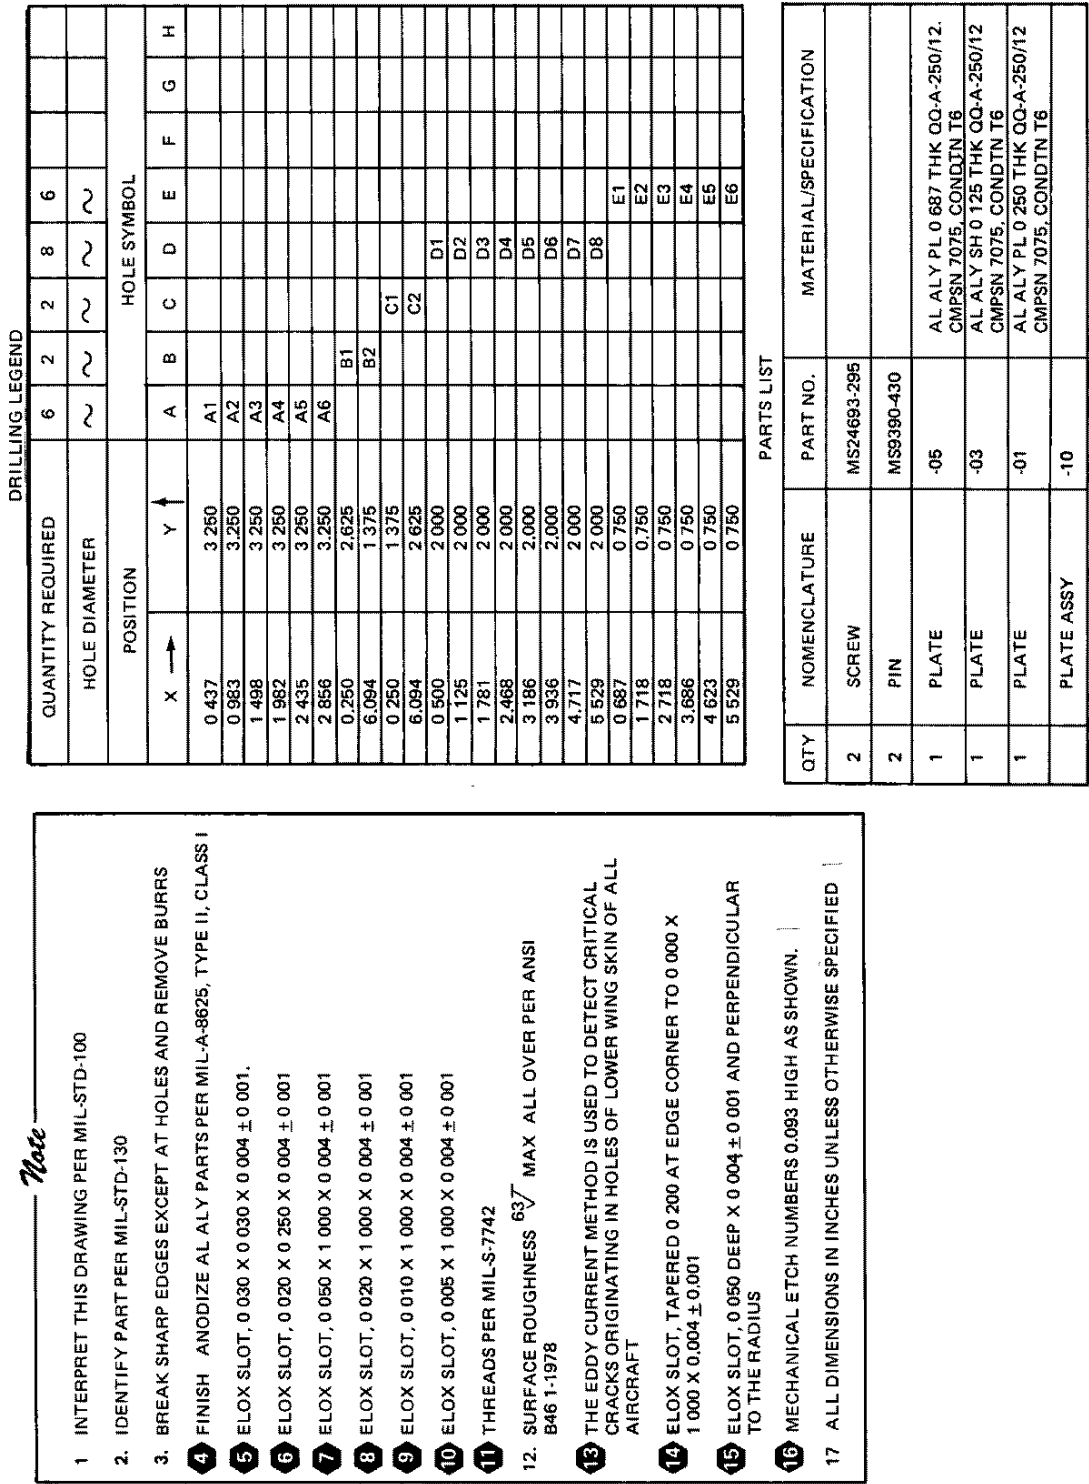 Note
1 INTERPRET THIS DRAWING PER MIL-STD-100
2. IDENTIFY PART PER MIL-STD-130
3. BREAK SHARP EDGES EXCEPT AT HOLES AND REMOVE BURRS
4 FINISH ANODIZE AL ALY PARTS PER MIL-A-8625, TYPE II, CLASS I
5 ELOX SLOT, 0 030 X 0 030 X 0 004 ± 0 001.
6 ELOX SLOT, 0 020 X 0 250 X 0 004 ± 0 001
7 ELOX SLOT, 0 050 X 1 000 X 0 004 ± 0 001
8 ELOX SLOT, 0 020 X 1 000 X 0 004 ± 0 001
9 ELOX SLOT, 0 010 X 1 000 X 0 004 ± 0 001
10 ELOX SLOT, 0 005 X 1 000 X 0 004 ± 0 001
11 THREADS PER MIL-S-7742
12. SURFACE ROUGHNESS 63√ MAX ALL OVER PER ANSI
B46 1-1978
13 THE EDDY CURRENT METHOD IS USED TO DETECT CRITICAL
CRACKS ORIGINATING IN HOLES OF LOWER WING SKIN OF ALL
AIRCRAFT
14 ELOX SLOT, TAPERED 0 200 AT EDGE CORNER TO 0 000 X
1 000 X 0.004 ± 0.001
15 ELOX SLOT, 0 050 DEEP X 0 004 ± 0 001 AND PERPENDICULAR
TO THE RADIUS
16 MECHANICAL ETCH NUMBERS 0.093 HIGH AS SHOWN.
17 ALL DIMENSIONS IN INCHES UNLESS OTHERWISE SPECIFIED
DRILLING LEGEND
QUANTITY REQUIRED 6 2 2 8 6
HOLE DIAMETER ~ ~ ~ ~ ~
POSITION HOLE SYMBOL
X → Y ↑ A B C D E F G H
0 437 3 250 A1
0 983 3.250 A2
1 498 3 250 A3
1 982 3 250 A4
2 435 3 250 A5
2 856 3.250 A6
0.250 2.625 B1
6.094 1 375 B2
0 250 1 375 C1
6.094 2 625 C2
0 500 2 000 D1
1 125 2 000 D2
1 781 2 000 D3
2.468 2 000 D4
3 186 2.000 D5
3 936 2.000 D6
4.717 2 000 D7
5 529 2 000 D8
0 687 0 750 E1
1 718 0.750 E2
2 718 0 750 E3
3.686 0 750 E4
4 623 0 750 E5
5 529 0 750 E6
PARTS LIST
QTY NOMENCLATURE PART NO. MATERIAL/SPECIFICATION
2 SCREW MS24693-295
2 PIN MS9390-430
1 PLATE -05 AL ALY PL 0 687 THK QQ-A-250/12.
CMPSN 7075, CONDTN T6
1 PLATE -03 AL ALY SH 0 125 THK QQ-A-250/12
CMPSN 7075, CONDTN T6
1 PLATE -01 AL ALY PL 0 250 THK QQ-A-250/12
CMPSN 7075, CONDTN T6
PLATE ASSY -10